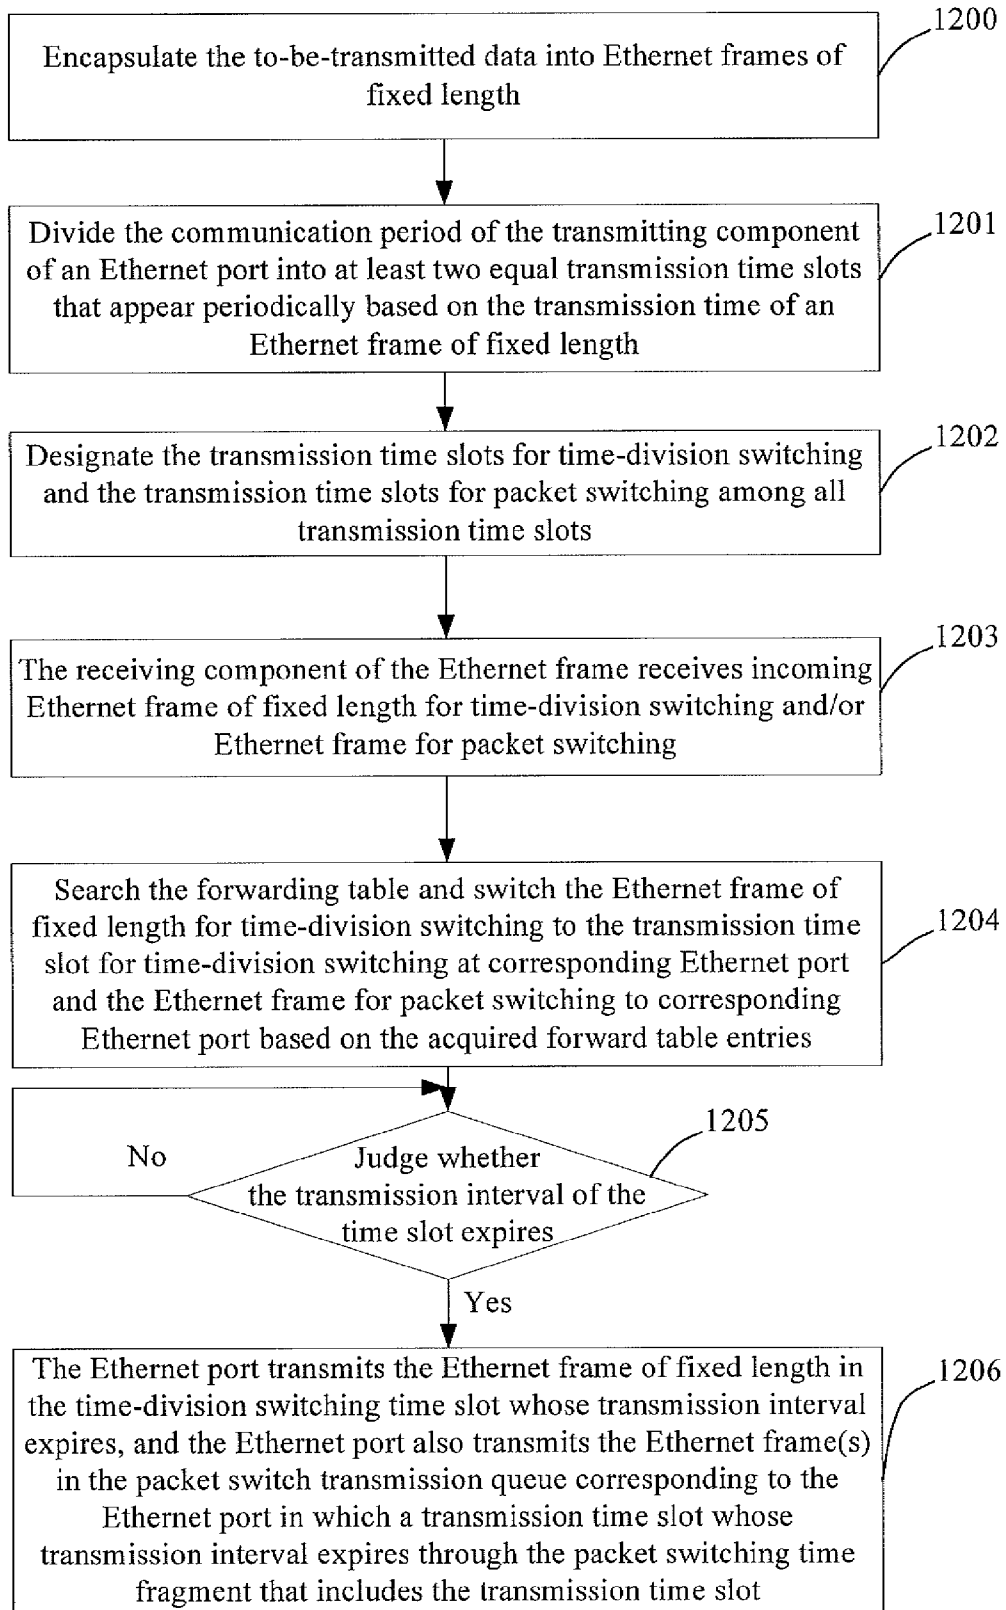 1200
Encapsulate the to-be-transmitted data into Ethernet frames of
fixed length
1201
Divide the communication period of the transmitting component
of an Ethernet port into at least two equal transmission time slots
that appear periodically based on the transmission time of an
Ethernet frame of fixed length
1202
Designate the transmission time slots for time-division switching
and the transmission time slots for packet switching among all
transmission time slots
1203
The receiving component of the Ethernet frame receives incoming
Ethernet frame of fixed length for time-division switching and/or
Ethernet frame for packet switching
1204
Search the forwarding table and switch the Ethernet frame of
fixed length for time-division switching to the transmission time
slot for time-division switching at corresponding Ethernet port
and the Ethernet frame for packet switching to corresponding
Ethernet port based on the acquired forward table entries
1205
No
Judge whether
the transmission interval of the
time slot expires
Yes
1206
The Ethernet port transmits the Ethernet frame of fixed length in
the time-division switching time slot whose transmission interval
expires, and the Ethernet port also transmits the Ethernet frame(s)
in the packet switch transmission queue corresponding to the
Ethernet port in which a transmission time slot whose
transmission interval expires through the packet switching time
fragment that includes the transmission time slot